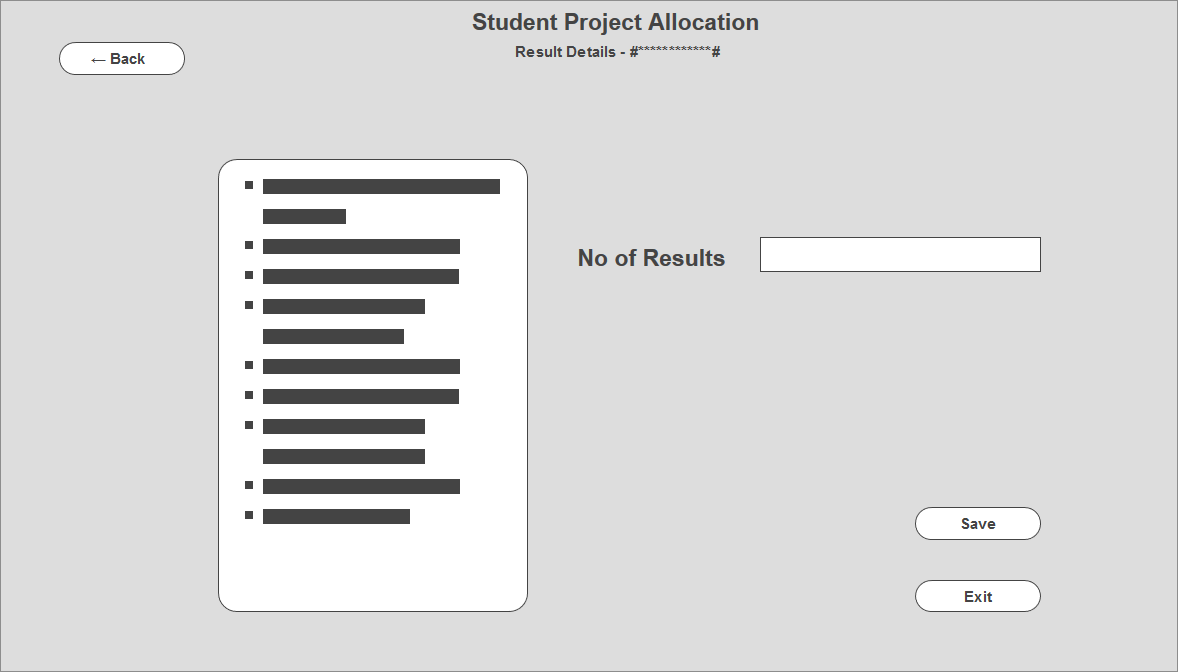 Student Project Allocation
Result Details - #************#
← Back
No of Results
Save
Exit